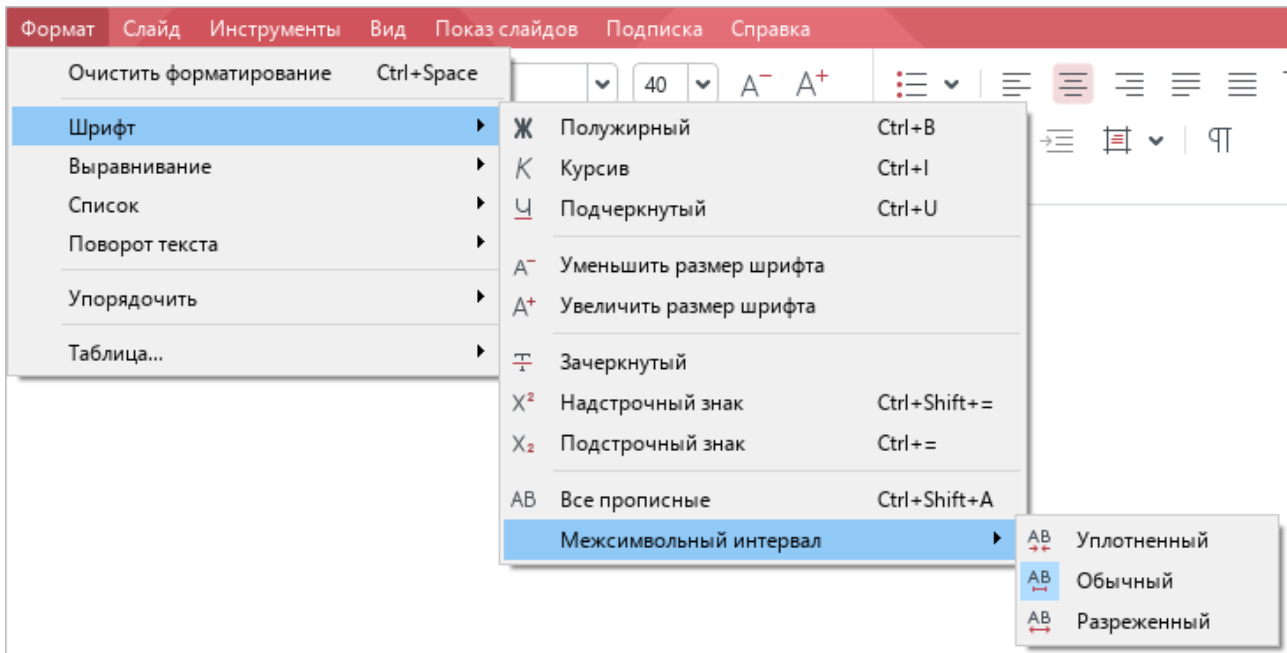 Формат Слайд Инструменты Вид Показ слайдов Подписка Справка
Очистить форматирование Ctrl+Space
40 A⁻ A⁺
Шрифт
Выравнивание
Список
Поворот текста
Упорядочить
Таблица...
Ж Полужирный Ctrl+B
К Курсив Ctrl+I
Ч Подчеркнутый Ctrl+U
A⁻ Уменьшить размер шрифта
A⁺ Увеличить размер шрифта
Т Зачеркнутый
X² Надстрочный знак Ctrl+Shift+=
X₂ Подстрочный знак Ctrl+=
AB Все прописные Ctrl+Shift+A
Межсимвольный интервал
AB Уплотненный
AB Обычный
AB Разреженный